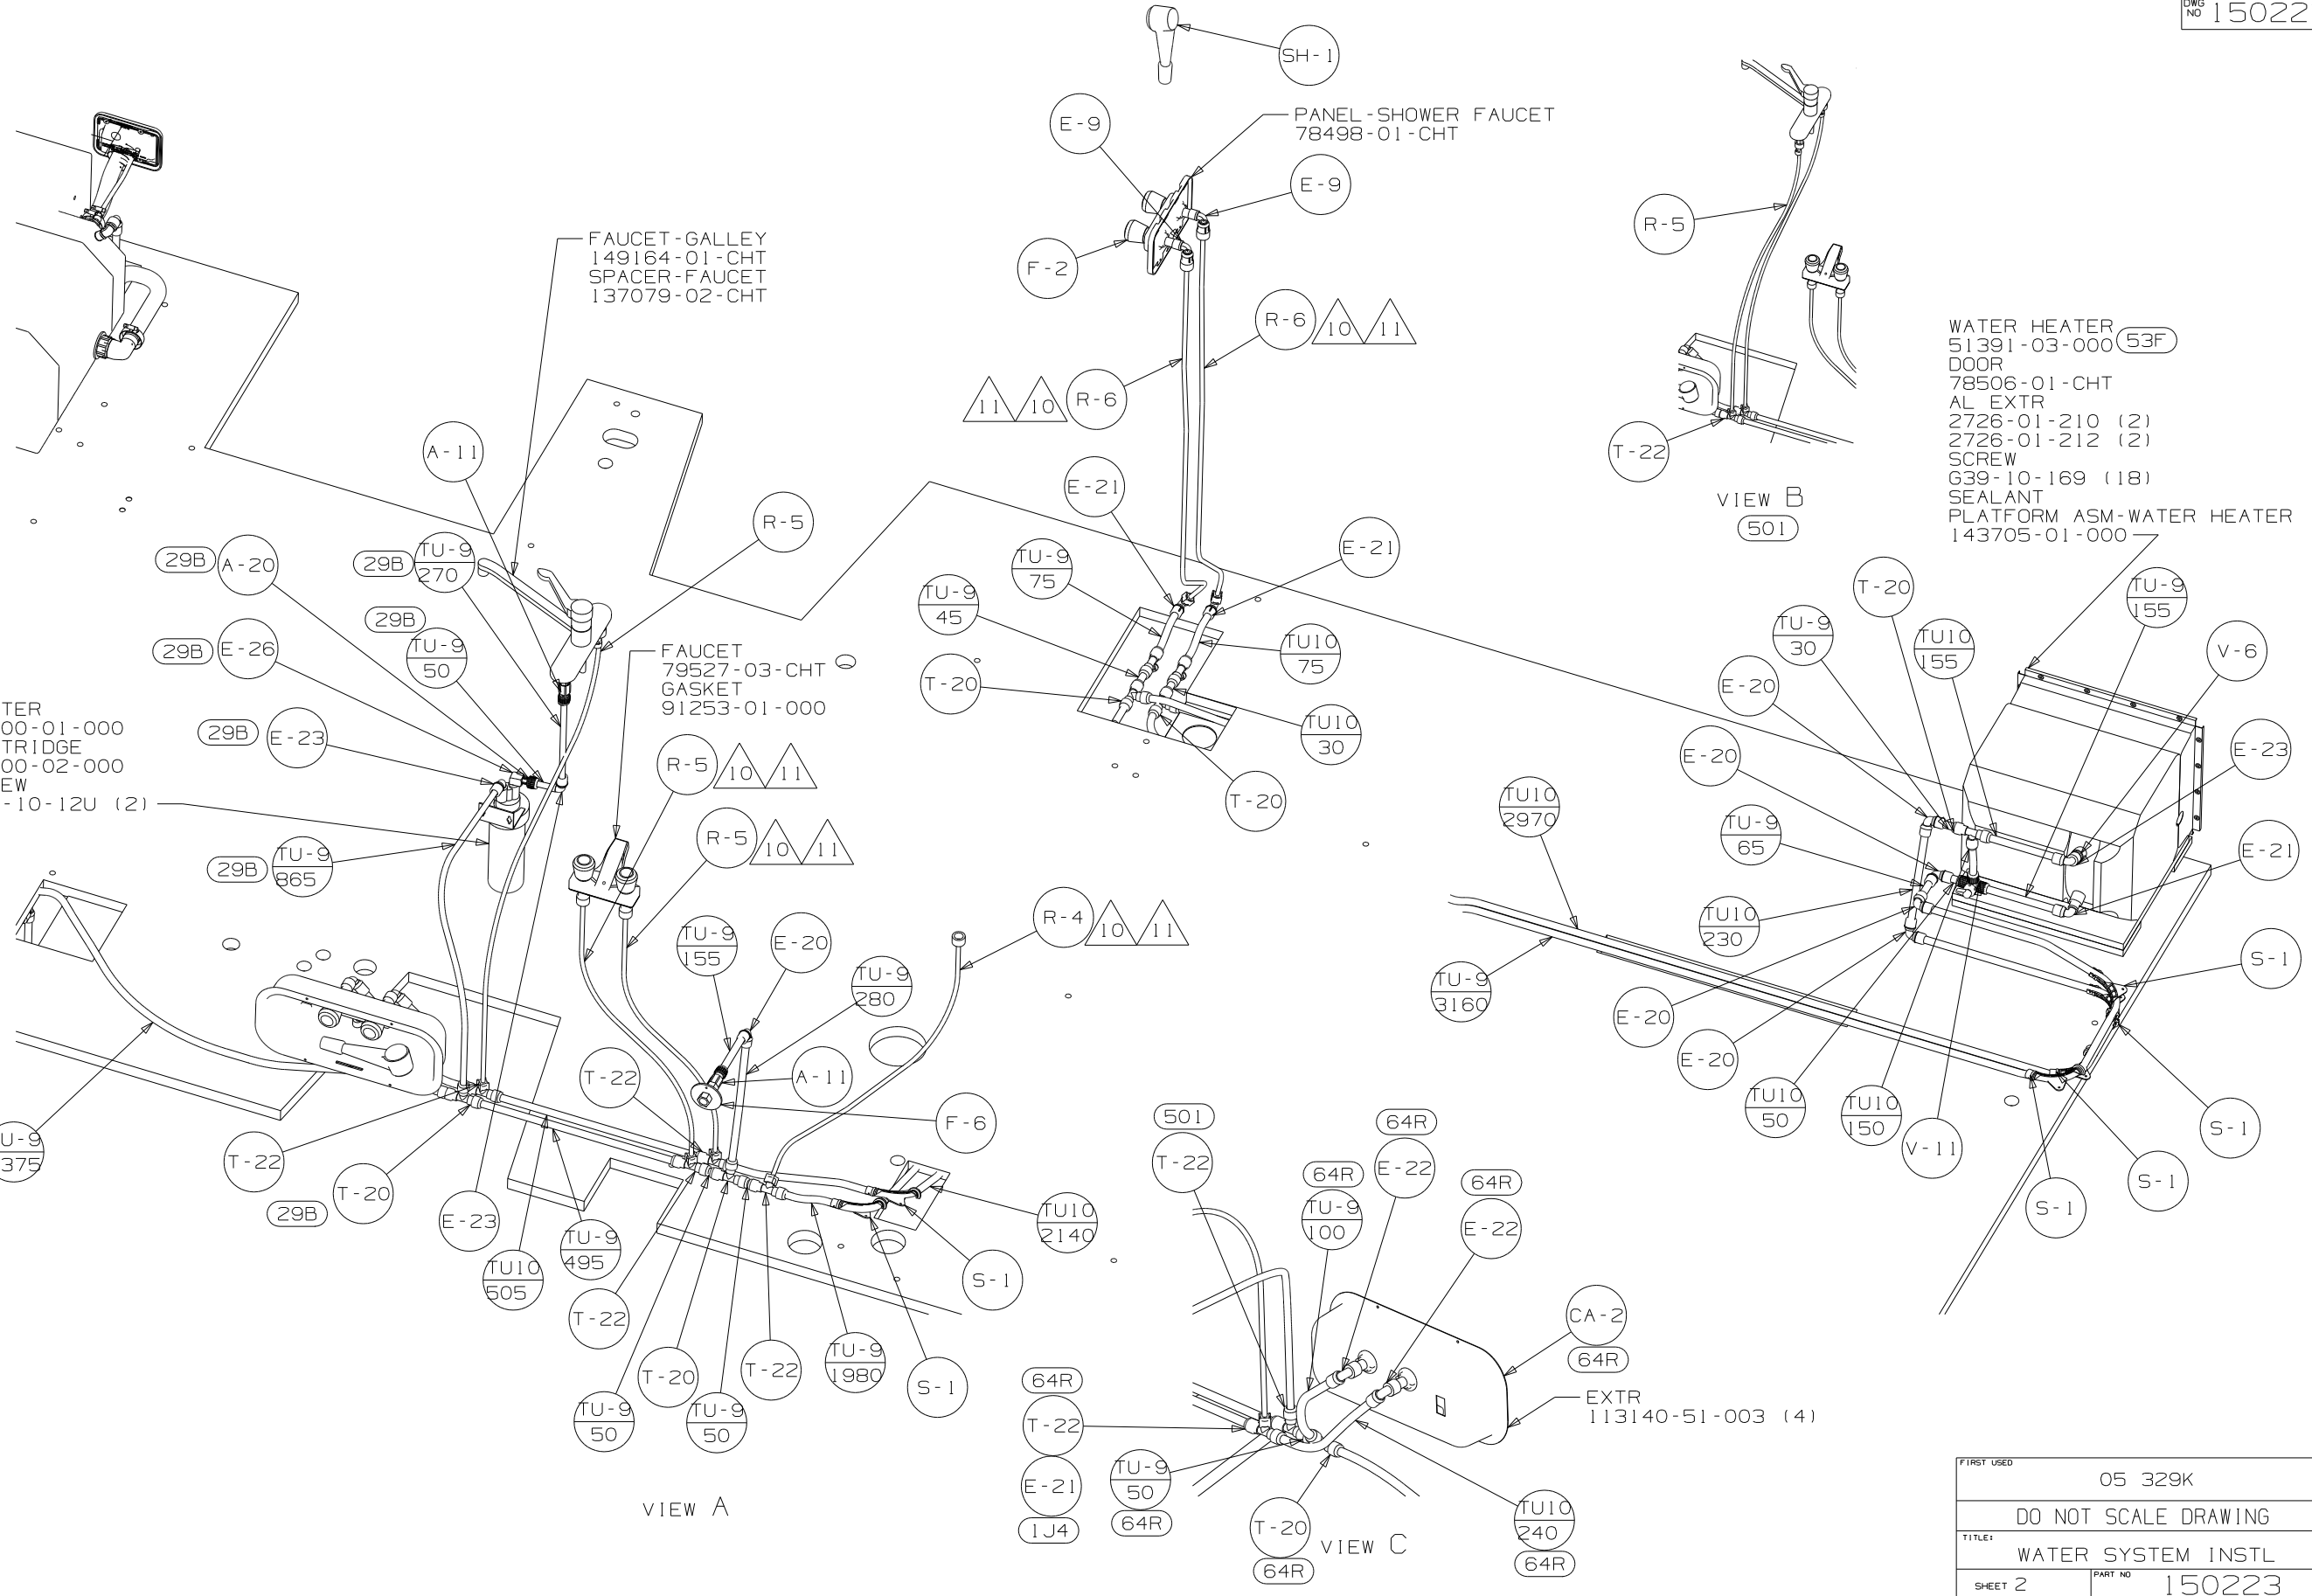 DWG NO 15022
SH-1
E-9
PANEL-SHOWER FAUCET
78498-01-CHT
E-9
F-2
R-5
FAUCET-GALLEY
149164-01-CHT
SPACER-FAUCET
137079-02-CHT
R-6 10 11
11 10 R-6
T-22
VIEW B
501
WATER HEATER
51391-03-000 53F
DOOR
78506-01-CHT
AL EXTR
2726-01-210 (2)
2726-01-212 (2)
SCREW
G39-10-169 (18)
SEALANT
PLATFORM ASM-WATER HEATER
143705-01-000
A-11
E-21
R-5
E-21
29B A-20
29B TU-9 270
TU-9 75
TU-9 45
29B
TU-9 50
29B E-26
FAUCET
79527-03-CHT
GASKET
91253-01-000
TU10 75
T-20
TU10 30
T-20
T-20
TU-9 155
TU-9 30
TU10 155
V-6
E-20
E-23
E-20
TU10 2970
TU-9 65
E-21
TER
00-01-000
TRIDGE
00-02-000
EW
-10-12U (2)
29B E-23
R-5 10 11
R-5 10 11
29B TU-9 865
R-4 10 11
TU-9 155
E-20
TU-9 280
TU10 230
TU-9 3160
S-1
E-20
E-20
TU10 50
TU10 150
V-11
S-1
S-1
S-1
T-22
A-11
F-6
U-9
375
T-22
T-20
29B
E-23
TU10 505
TU-9 495
T-22
TU-9 50
T-20
TU-9 50
T-22
TU-9 1980
S-1
S-1
TU10 2140
VIEW A
501
T-22
64R
E-22
64R
TU-9 100
64R
E-22
CA-2
64R
EXTR
113140-51-003 (4)
64R
T-22
E-21
1J4
TU-9 50
64R
T-20
64R
VIEW C
TU10 240
64R
FIRST USED
05 329K
DO NOT SCALE DRAWING
TITLE:
WATER SYSTEM INSTL
SHEET 2
PART NO 150223